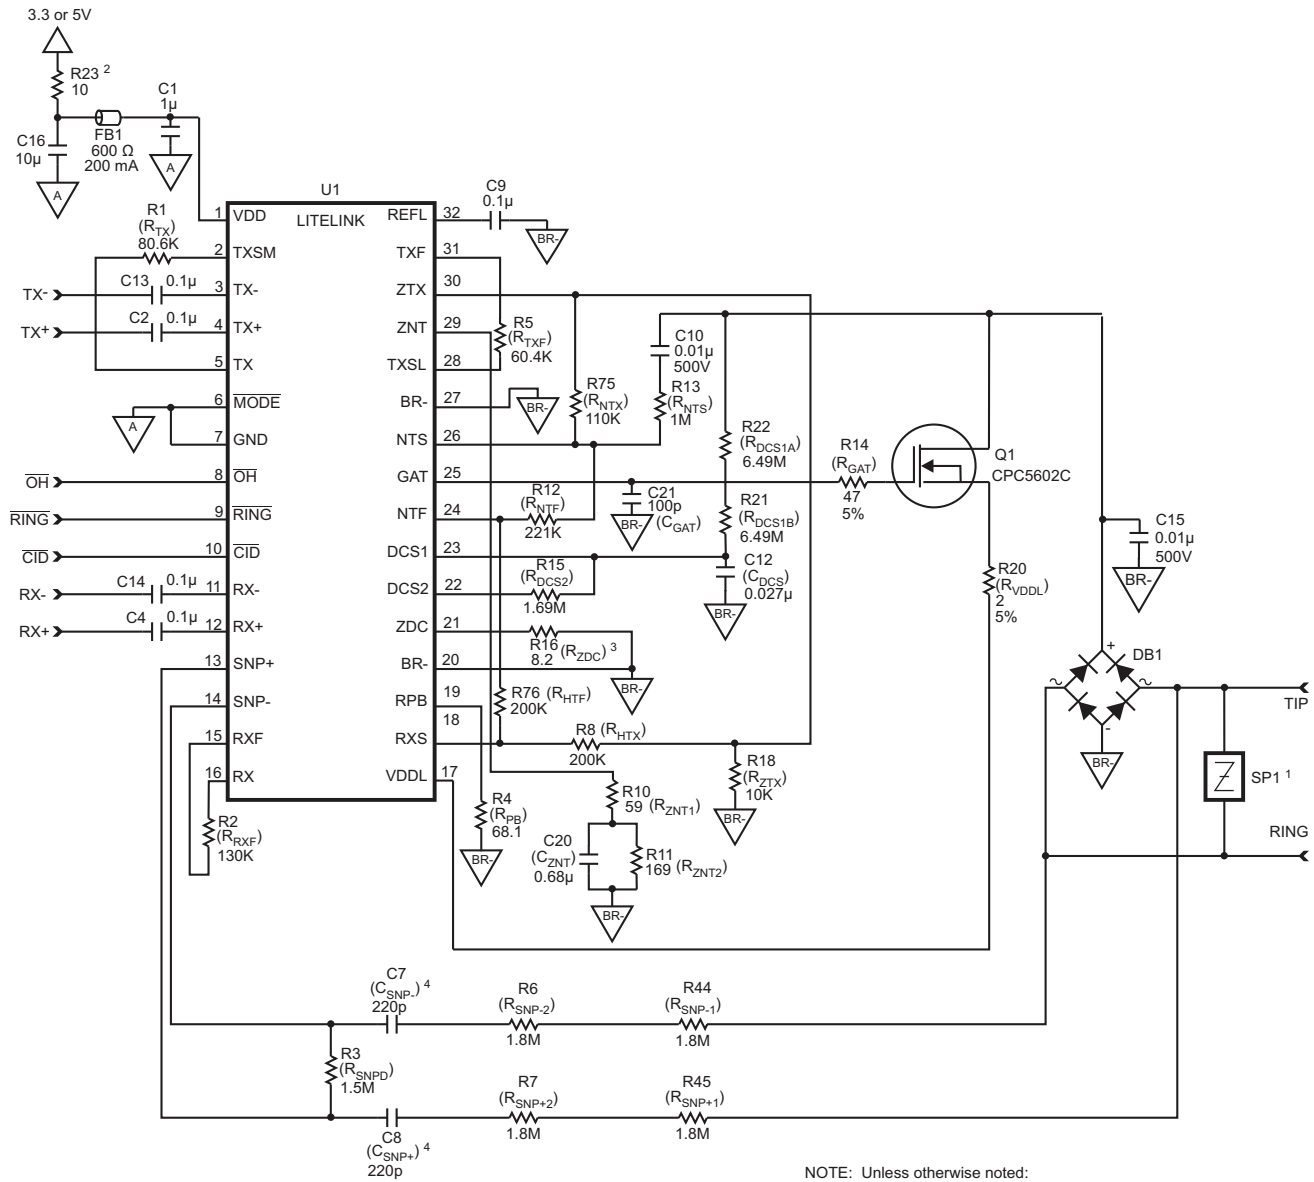 3.3 or 5V
R23 2
10
C1
1µ
C16
10µ
FB1
600 Ω
200 mA
A
A
U1
LITELINK
R1
(RTX)
80.6K
C13 0.1µ
TX-
C2 0.1µ
TX+
A
OH
RING
CID
C14 0.1µ
RX-
C4 0.1µ
RX+
R2
(RRXF)
130K
1 VDD
2 TXSM
3 TX-
4 TX+
5 TX
6 MODE
7 GND
8 OH
9 RING
10 CID
11 RX-
12 RX+
13 SNP+
14 SNP-
15 RXF
16 RX
REFL 32
TXF 31
ZTX 30
ZNT 29
TXSL 28
BR- 27
NTS 26
GAT 25
NTF 24
DCS1 23
DCS2 22
ZDC 21
BR- 20
RPB 19
RXS 18
VDDL 17
C9
0.1µ
BR-
R5
(RTXF)
60.4K
BR-
R75
(RNTX)
110K
C10
0.01µ
500V
R13
(RNTS)
1M
R22
(RDCS1A)
6.49M
R14
(RGAT)
47
5%
Q1
CPC5602C
R12
(RNTF)
221K
C21
100p
(CGAT)
BR-
R21
(RDCS1B)
6.49M
C15
0.01µ
500V
BR-
R15
(RDCS2)
1.69M
C12
(CDCS)
0.027µ
BR-
R20
(RVDDL)
2
5%
R16 (RZDC) 3
8.2
BR-
DB1
+
~
~
-
BR-
TIP
R76 (RHTF)
200K
R8 (RHTX)
200K
R18
(RZTX)
10K
BR-
SP1 1
RING
R4
(RPB)
68.1
BR-
R10
59 (RZNT1)
C20
(CZNT)
0.68µ
R11
169 (RZNT2)
BR-
C7
(CSNP-) 4
220p
R6
(RSNP-2)
1.8M
R44
(RSNP-1)
1.8M
R3
(RSNPD)
1.5M
R7
(RSNP+2)
1.8M
R45
(RSNP+1)
1.8M
C8
(CSNP+) 4
220p
NOTE: Unless otherwise noted: